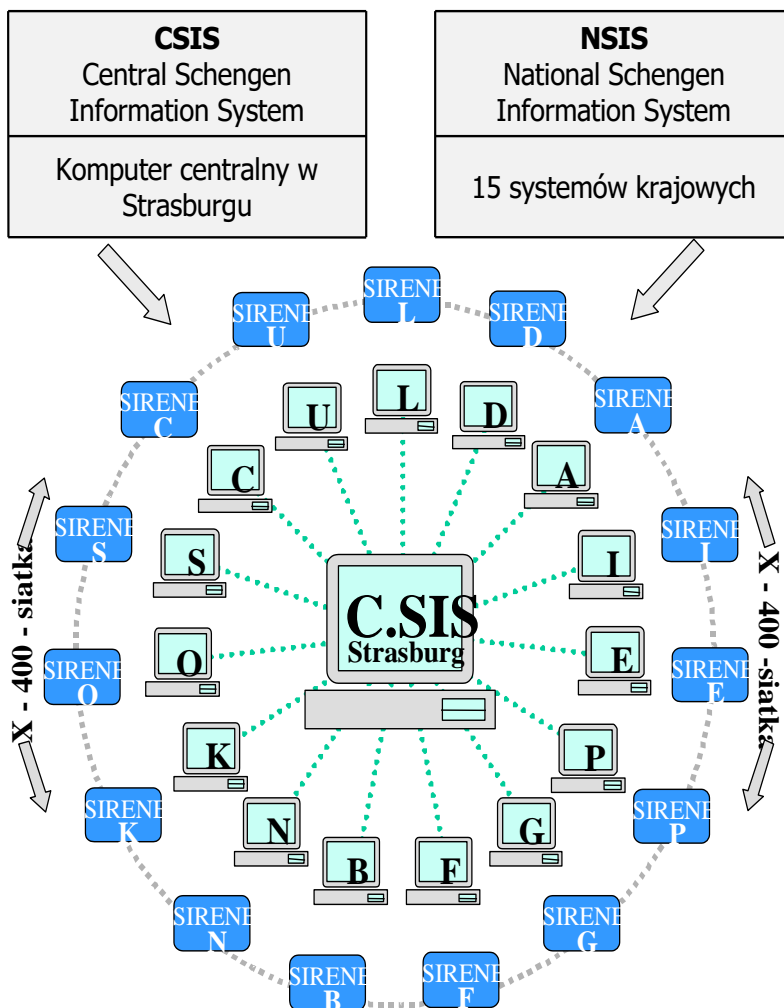 CSIS
Central Schengen
Information System
Komputer centralny w
Strasburgu
NSIS
National Schengen
Information System
15 systemów krajowych
SIRENE
L
SIRENE
D
SIRENE
A
SIRENE
I
SIRENE
E
SIRENE
P
SIRENE
G
SIRENE
F
SIRENE
B
SIRENE
N
SIRENE
K
SIRENE
O
SIRENE
S
SIRENE
C
SIRENE
U
L
D
A
I
E
P
G
F
B
N
K
O
S
C
U
C.SIS
Strasburg
X - 400 - siatka
X - 400 -siatka